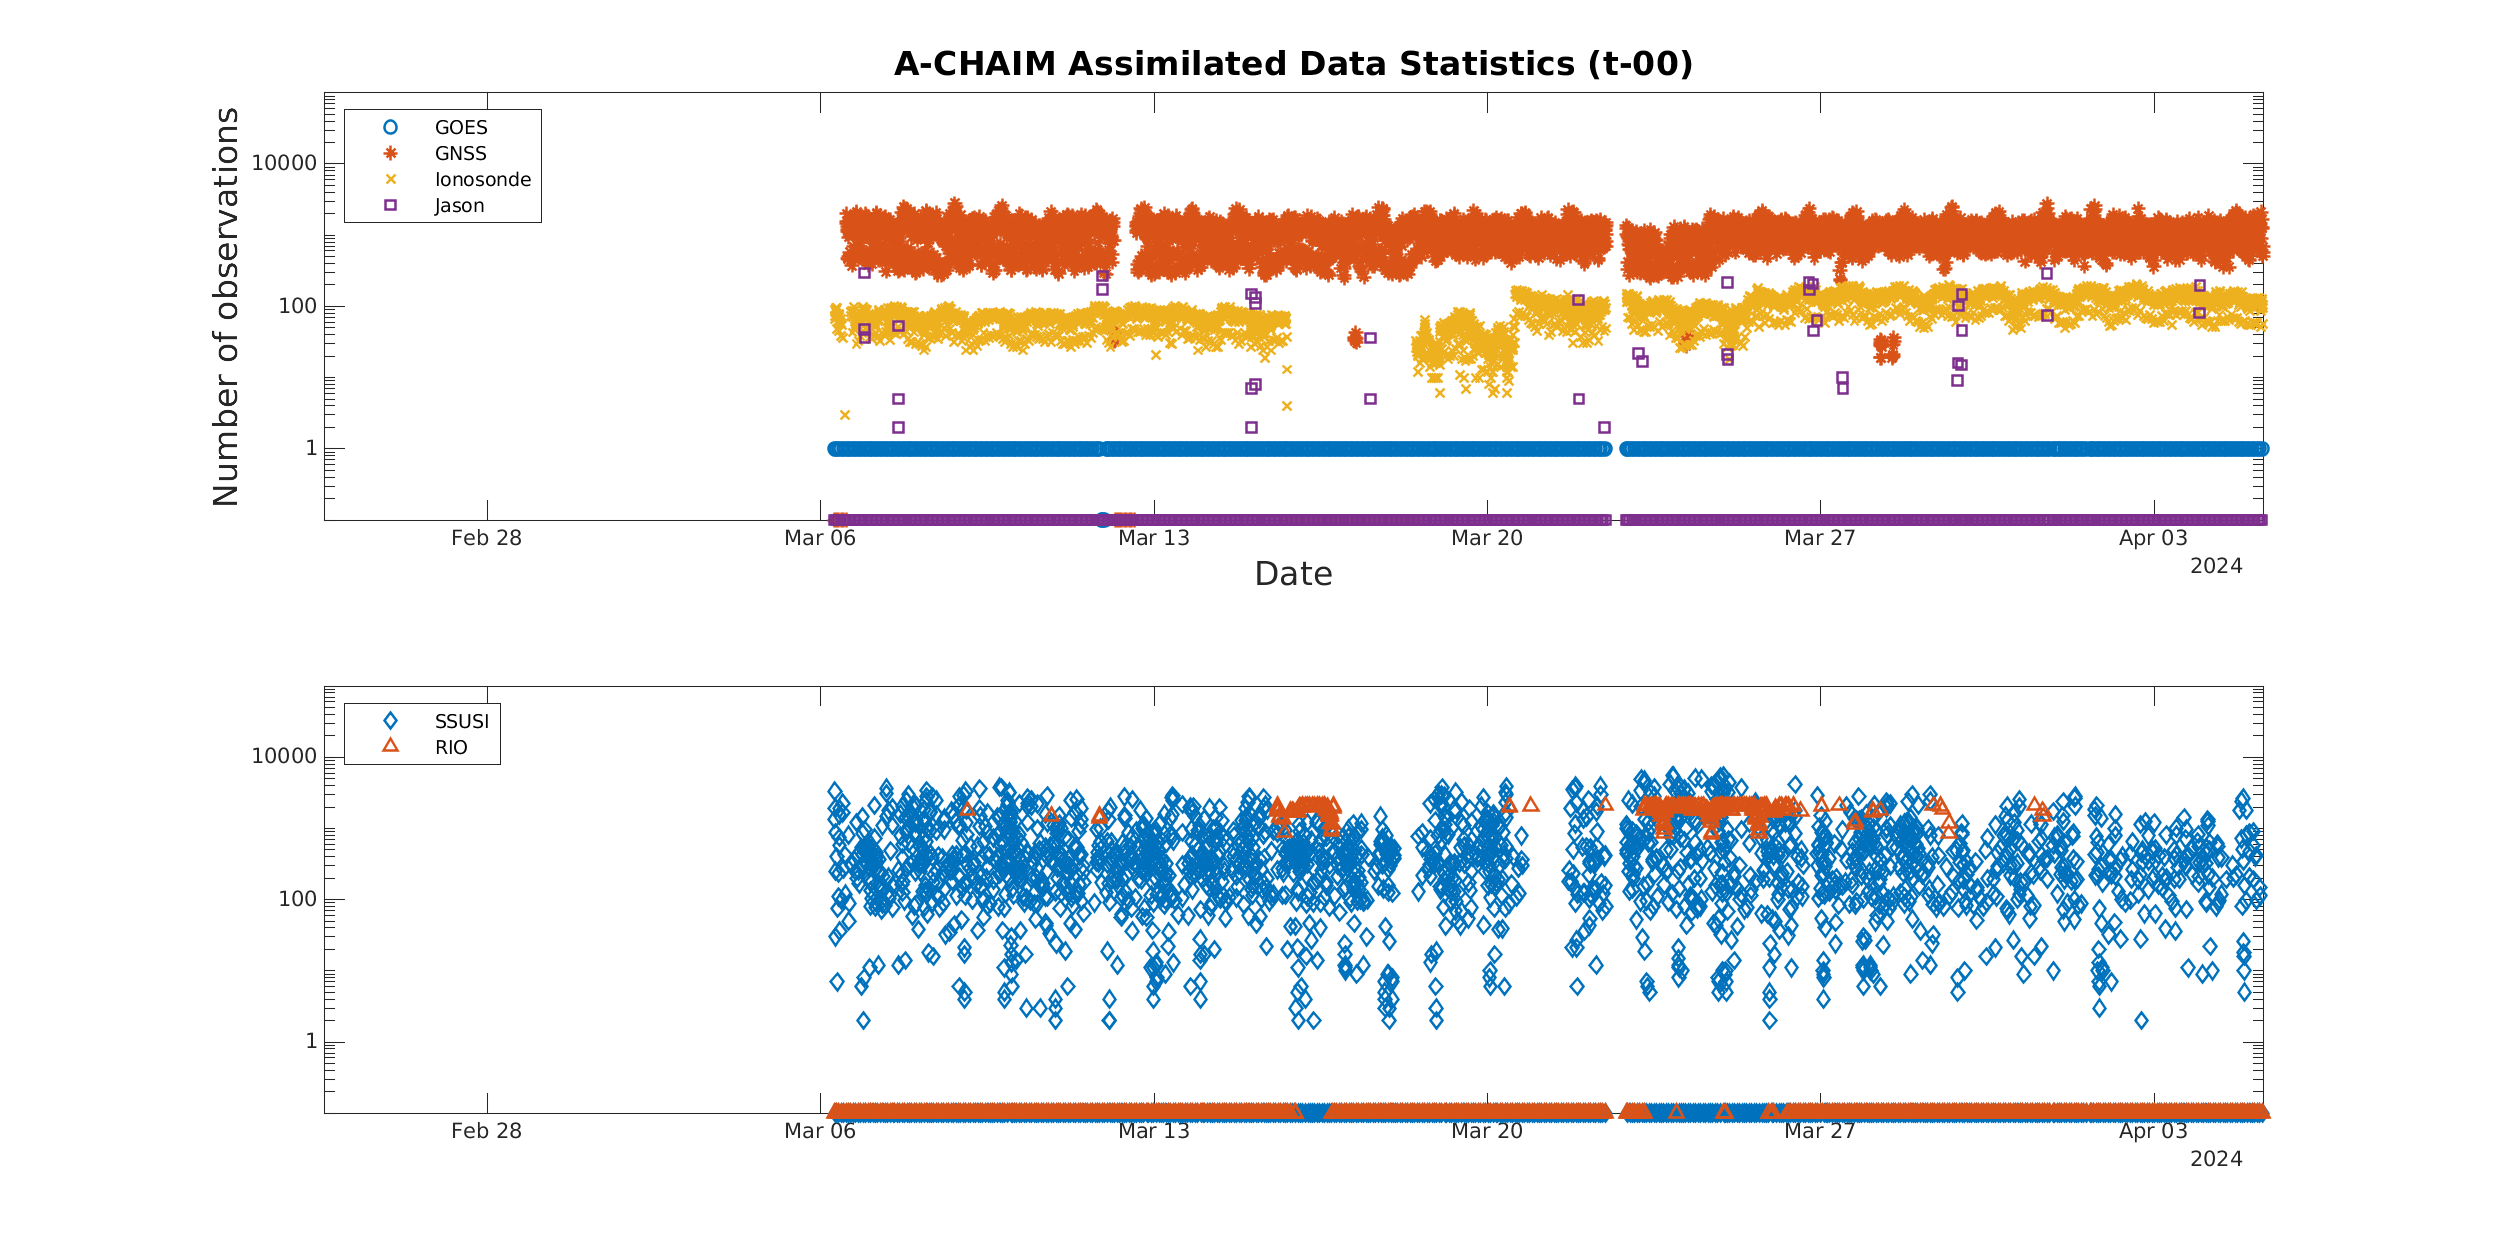 A-CHAIM Assimilated Data Statistics (t-00)
Number of observations
10000
100
1
GOES
GNSS
Ionosonde
Jason
Feb 28
Mar 06
Mar 13
Mar 20
Mar 27
Apr 03
2024
Date
10000
100
1
SSUSI
RIO
Feb 28
Mar 06
Mar 13
Mar 20
Mar 27
Apr 03
2024